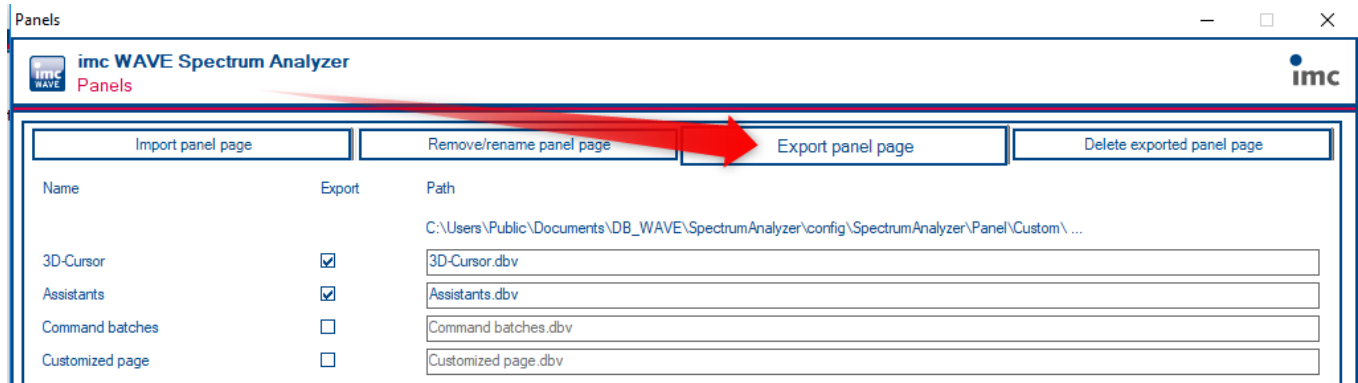 Panels
imc WAVE Spectrum Analyzer
imc
WAVE
Panels
imc
Import panel page
Remove/rename panel page
Export panel page
Delete exported panel page
Name Export Path
C:\Users\Public\Documents\DB_WAVE\SpectrumAnalyzer\config\SpectrumAnalyzer\Panel\Custom\ ...
3D-Cursor 3D-Cursor.dbv
Assistants Assistants.dbv
Command batches Command batches.dbv
Customized page Customized page.dbv